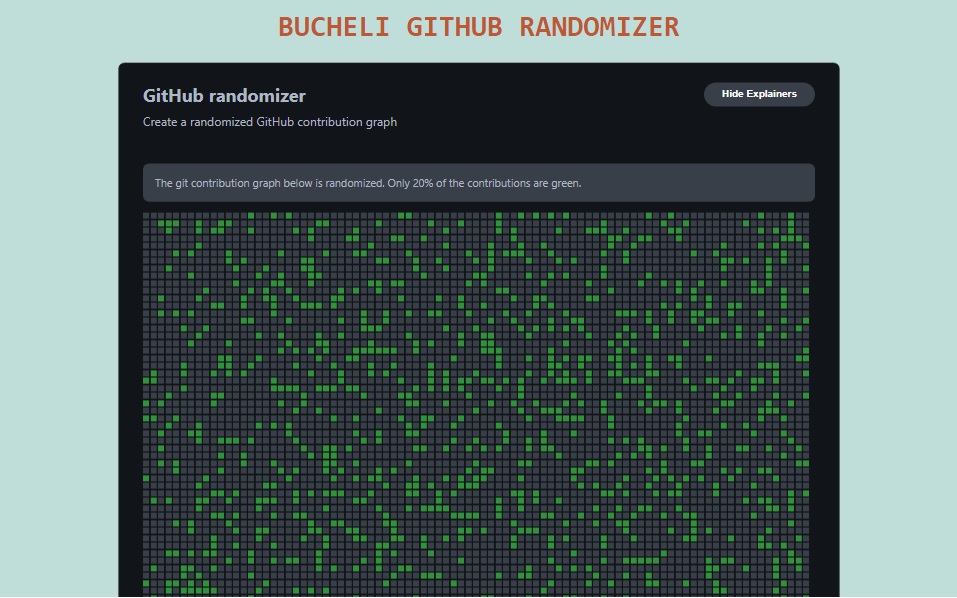 BUCHELI GITHUB RANDOMIZER
GitHub randomizer
Hide Explainers
Create a randomized GitHub contribution graph
The git contribution graph below is randomized. Only 20% of the contributions are green.